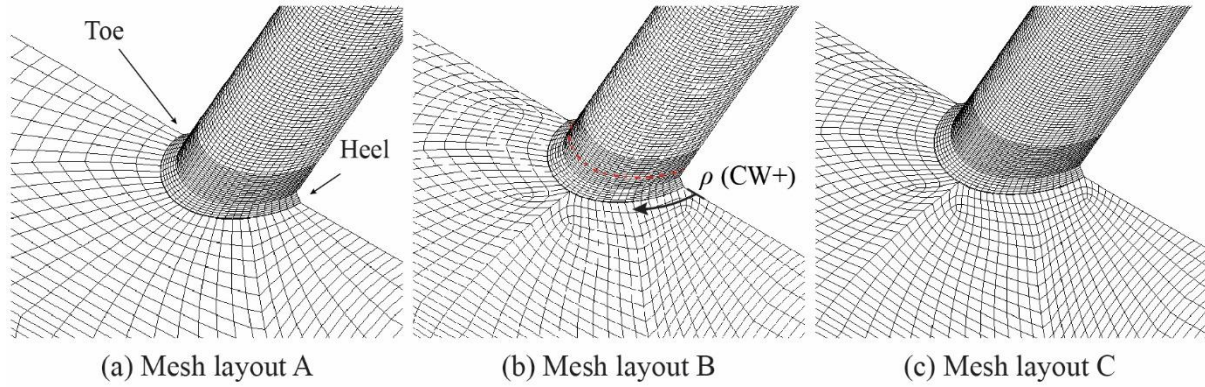 Toe
Heel
ρ (CW+)
(a) Mesh layout A
(b) Mesh layout B
(c) Mesh layout C